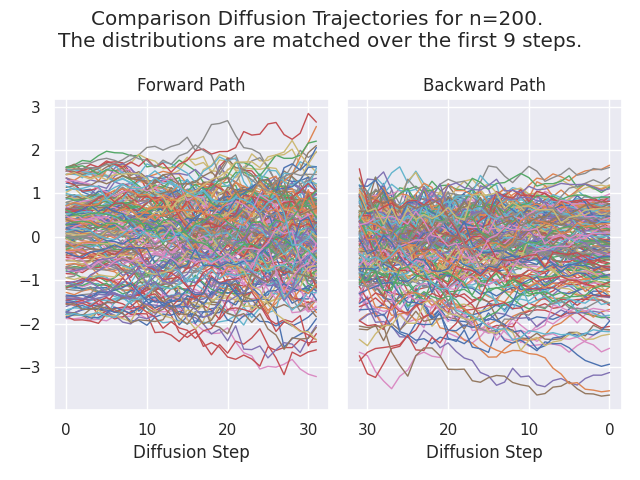 Comparison Diffusion Trajectories for n=200.
The distributions are matched over the first 9 steps.
Forward Path
Backward Path
3
2
1
0
−1
−2
−3
0 10 20 30
30 20 10 0
Diffusion Step
Diffusion Step